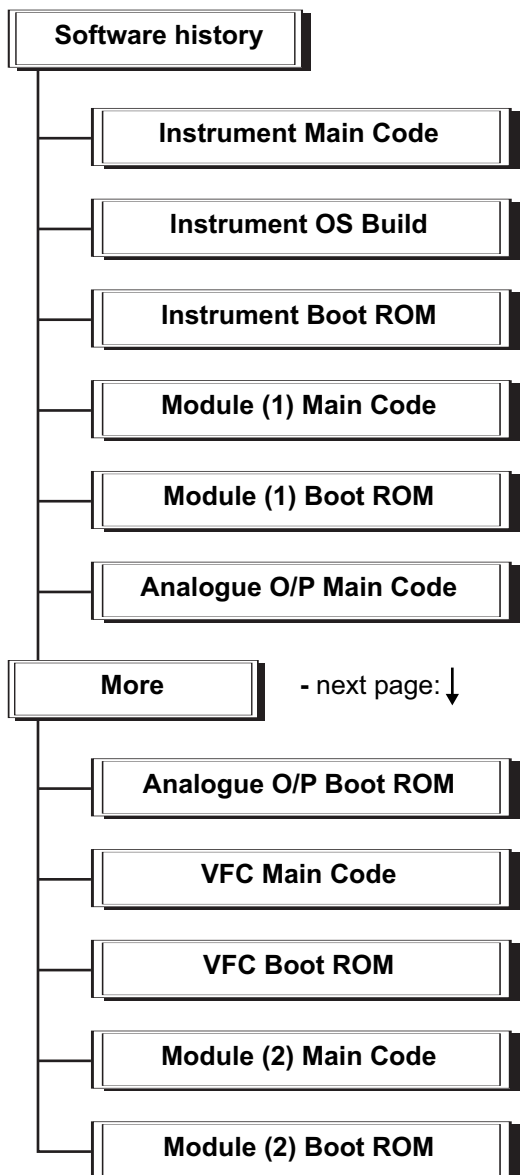 Software history
Instrument Main Code
Instrument OS Build
Instrument Boot ROM
Module (1) Main Code
Module (1) Boot ROM
Analogue O/P Main Code
More - next page:
Analogue O/P Boot ROM
VFC Main Code
VFC Boot ROM
Module (2) Main Code
Module (2) Boot ROM